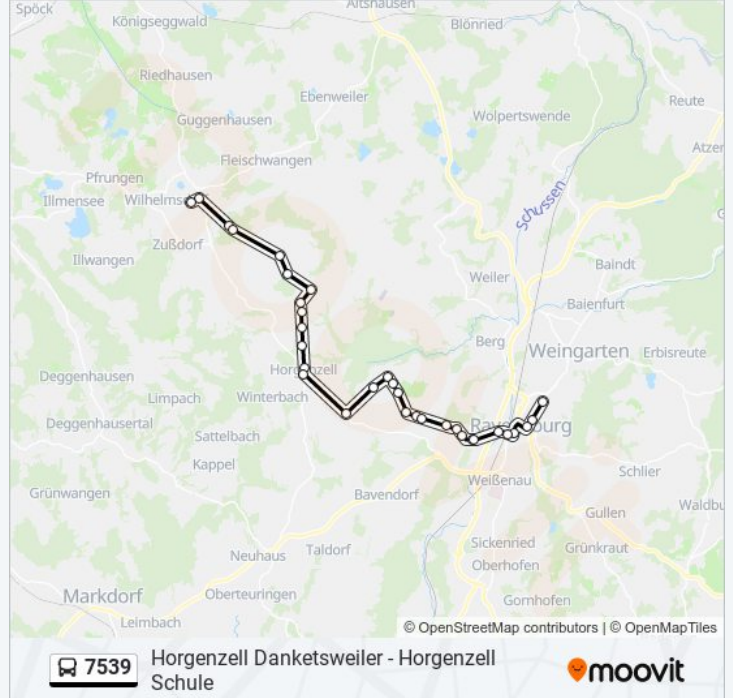 Spöck
Altshausen
Königseggwald
Blönried
Riedhausen
Ebenweiler
Reute
Guggenhausen
Wolpertswende
Atzer
Fleischwangen
Pfrungen
Illmensee
Wilhelmsd
Schussen
Zußdorf
Illwangen
Baindt
Weiler
Baienfurt
Berg
Weingarten
Erbisreute
Horgenzell
Deggenhausen
Limpach
Winterbach
Deggenhausertal
Sattelbach
Kappel
Schlier
Weißenau
Grünwangen
Bavendorf
Waldbu
Gullen
Sickenried
Grünkraut
Neuhaus
Taldorf
Oberhofen
Markdorf
Oberteuringen
Gornhofen
Leimbach
© OpenStreetMap contributors | © OpenMapTiles
7539
Horgenzell Danketsweiler - Horgenzell
Schule
moovit